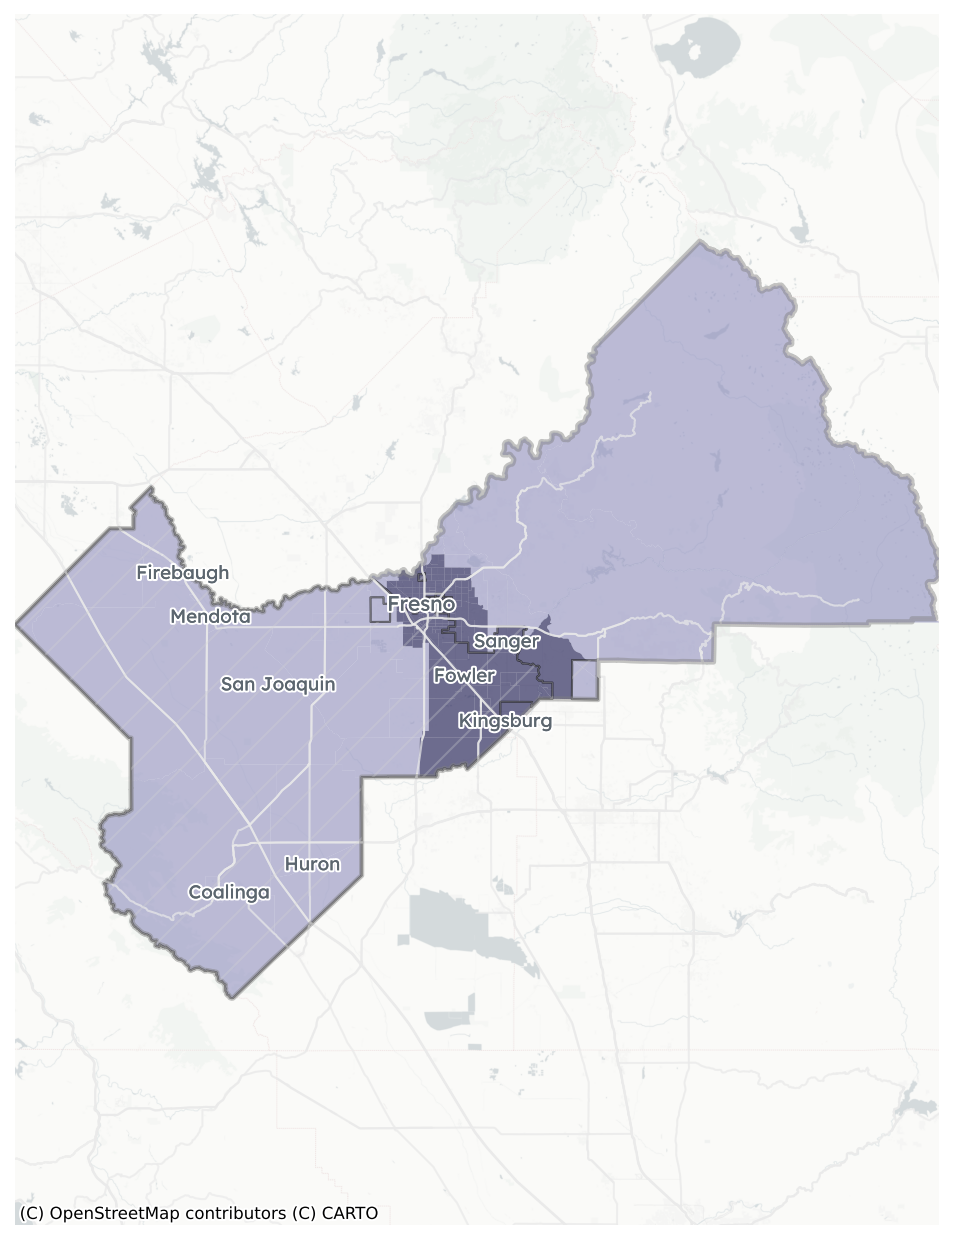 Firebaugh
Mendota
Fresno
Sanger
San Joaquin
Fowler
Kingsburg
Huron
Coalinga
(C) OpenStreetMap contributors (C) CARTO